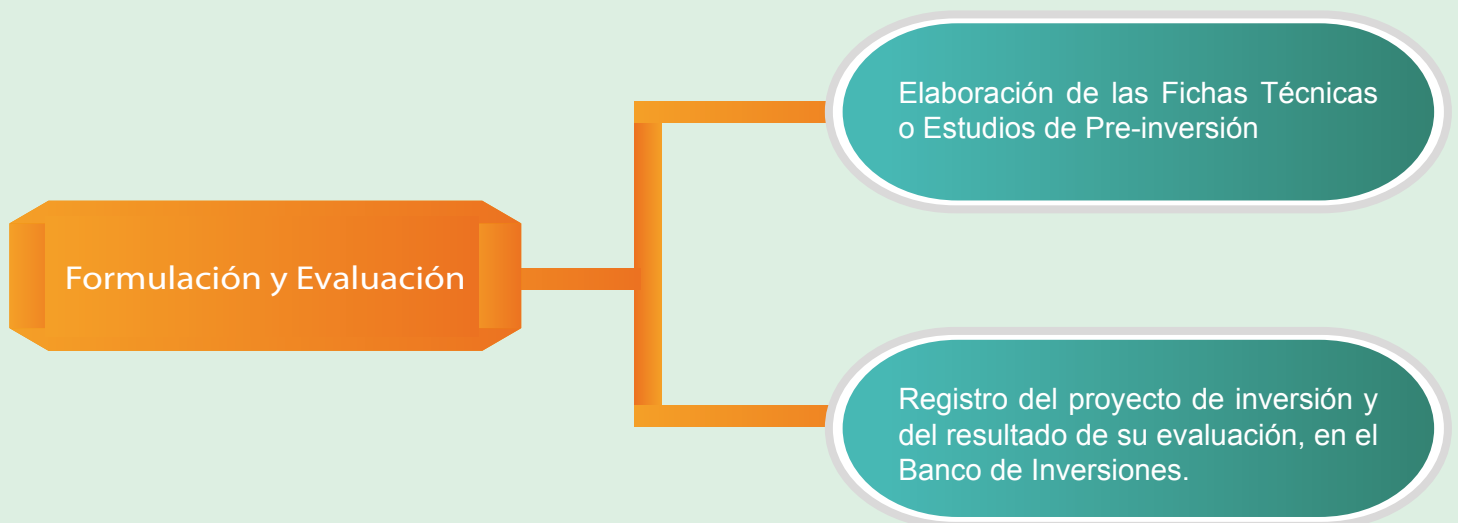 Formulación y Evaluación
Elaboración de las Fichas Técnicas
o Estudios de Pre-inversión
Registro del proyecto de inversión y
del resultado de su evaluación, en el
Banco de Inversiones.